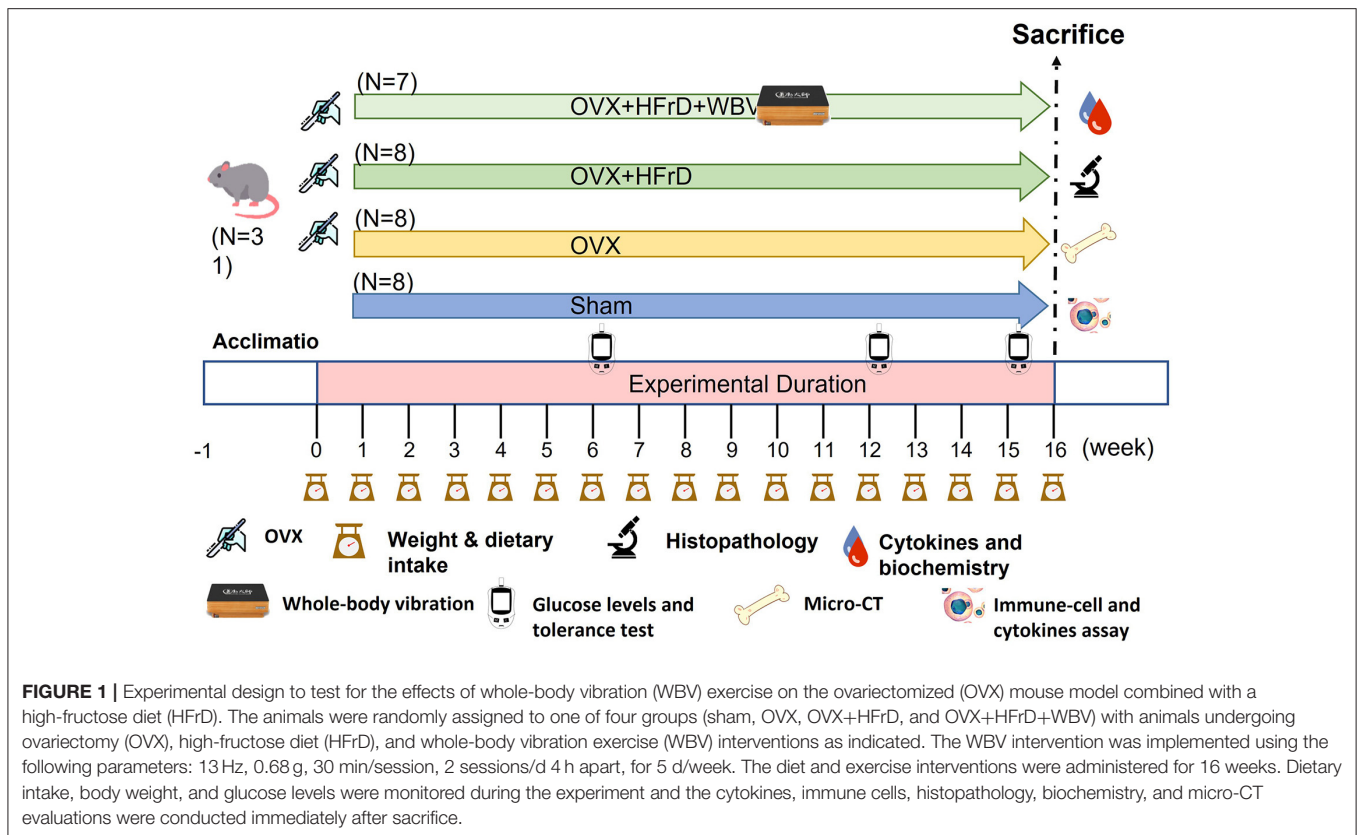 Sacrifice
(N=7)
OVX+HFrD+WBV
(N=8)
OVX+HFrD
(N=3
1)
(N=8)
OVX
(N=8)
Sham
Acclimatio
Experimental Duration
-1 0 1 2 3 4 5 6 7 8 9 10 11 12 13 14 15 16 (week)
OVX
Weight & dietary
intake
Histopathology
Cytokines and
biochemistry
Whole-body vibration
Glucose levels and
tolerance test
Micro-CT
Immune-cell and
cytokines assay
FIGURE 1 | Experimental design to test for the effects of whole-body vibration (WBV) exercise on the ovariectomized (OVX) mouse model combined with a
high-fructose diet (HFrD). The animals were randomly assigned to one of four groups (sham, OVX, OVX+HFrD, and OVX+HFrD+WBV) with animals undergoing
ovariectomy (OVX), high-fructose diet (HFrD), and whole-body vibration exercise (WBV) interventions as indicated. The WBV intervention was implemented using the
following parameters: 13 Hz, 0.68 g, 30 min/session, 2 sessions/d 4 h apart, for 5 d/week. The diet and exercise interventions were administered for 16 weeks. Dietary
intake, body weight, and glucose levels were monitored during the experiment and the cytokines, immune cells, histopathology, biochemistry, and micro-CT
evaluations were conducted immediately after sacrifice.